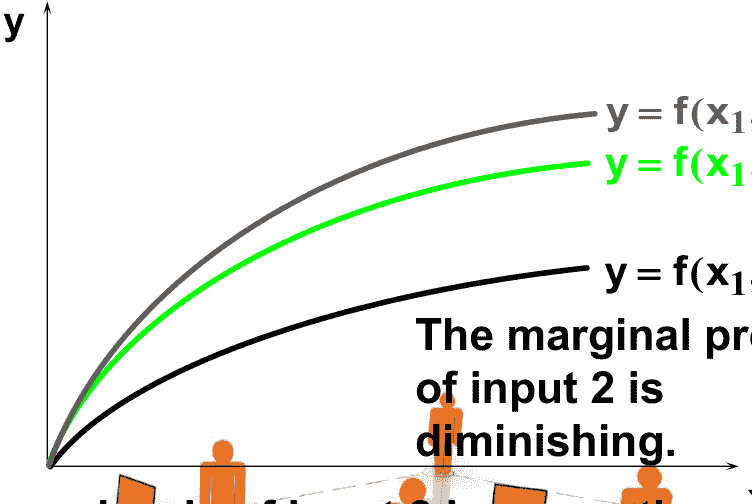 y
y = f(x₁,
y = f(x₁,
y = f(x₁,
The marginal pr
of input 2 is
diminishing.